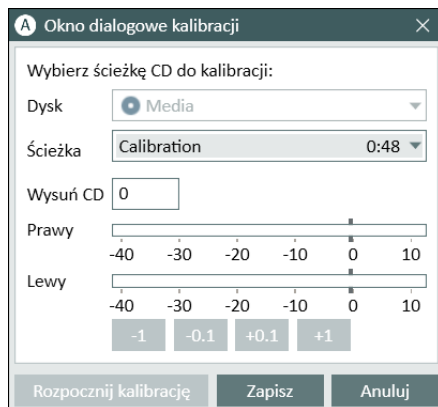 A Okno dialogowe kalibracji
Wybierz ścieżkę CD do kalibracji:
Dysk Media
Ścieżka Calibration 0:48
Wysuń CD 0
Prawy
-40 -30 -20 -10 0 10
Lewy
-40 -30 -20 -10 0 10
-1 -0.1 +0.1 +1
Rozpocznij kalibrację Zapisz Anuluj